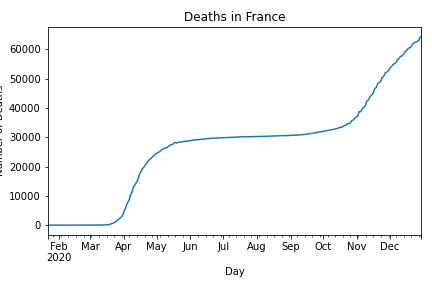 Deaths in France
Number of Deaths
60000
50000
40000
30000
20000
10000
0
Feb Mar Apr May Jun Jul Aug Sep Oct Nov Dec
2020
Day